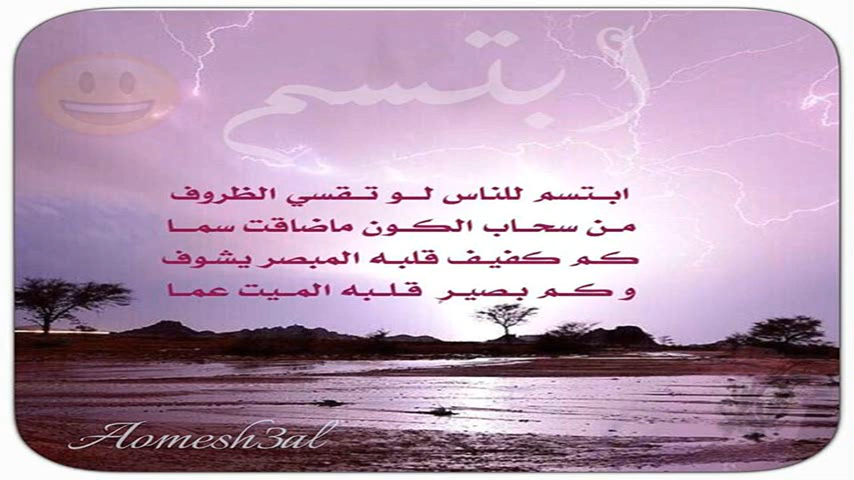 أبتسم
ابتسم للناس لو تقسي الظروف
من سحاب الكون ماضاقت سما
كم كفيف قلبه المبصر يشوف
وكم بصيرٍ قلبه الميت عما
Aomesh3al